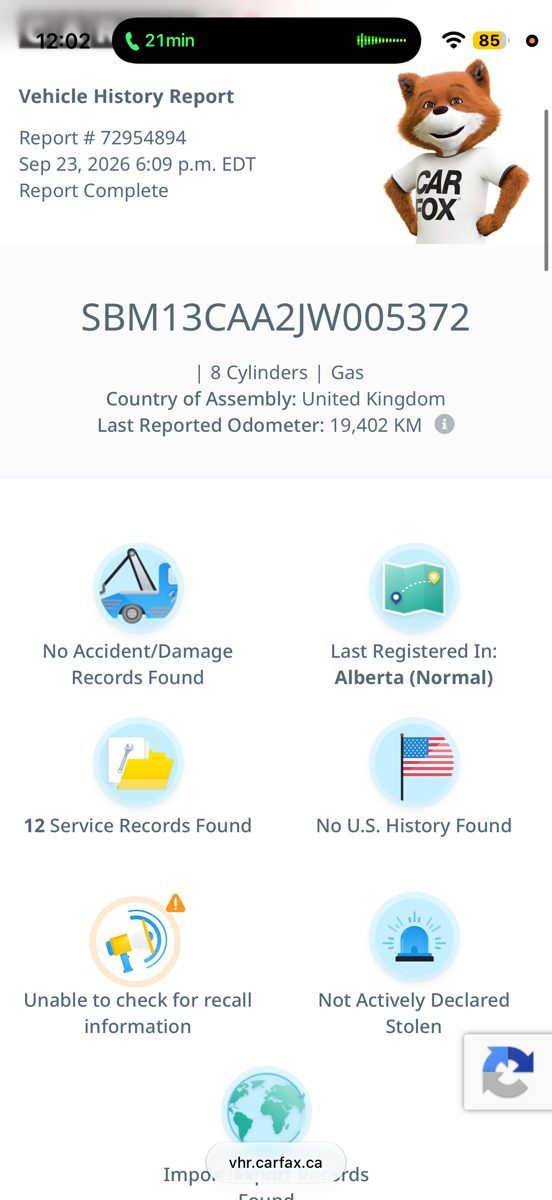 12:02
21min
85
Vehicle History Report
Report # 72954894
Sep 23, 2026 6:09 p.m. EDT
Report Complete
CAR
FOX
SBM13CAA2JW005372
| 8 Cylinders | Gas
Country of Assembly: United Kingdom
Last Reported Odometer: 19,402 KM
No Accident/Damage
Records Found
Last Registered In:
Alberta (Normal)
12 Service Records Found
No U.S. History Found
Unable to check for recall
information
Not Actively Declared
Stolen
vhr.carfax.ca
Found